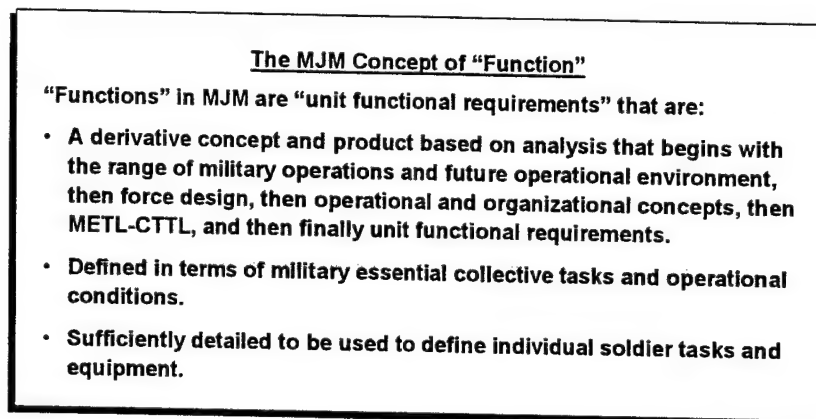 The MJM Concept of “Function”
“Functions” in MJM are “unit functional requirements” that are:
• A derivative concept and product based on analysis that begins with
the range of military operations and future operational environment,
then force design, then operational and organizational concepts, then
METL-CTTL, and then finally unit functional requirements.
• Defined in terms of military essential collective tasks and operational
conditions.
• Sufficiently detailed to be used to define individual soldier tasks and
equipment.